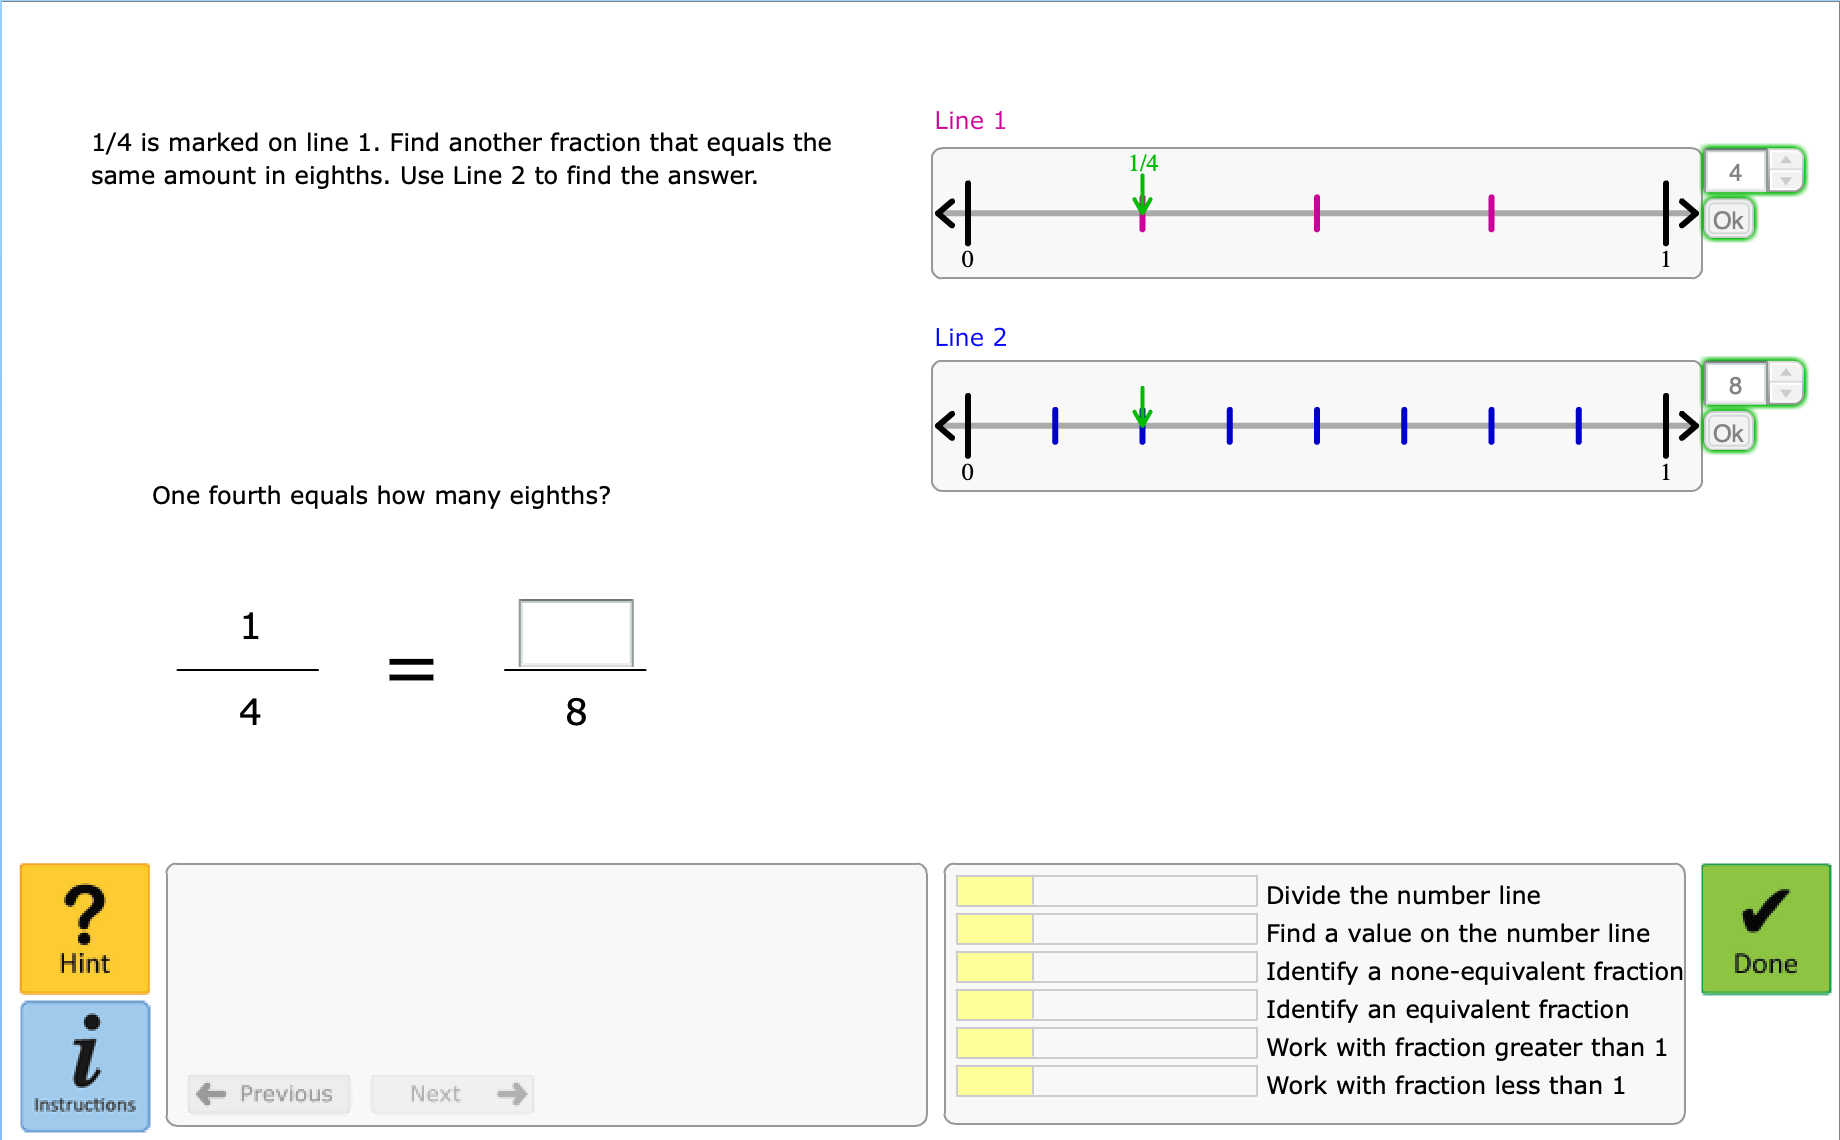 1/4 is marked on line 1. Find another fraction that equals the
same amount in eighths. Use Line 2 to find the answer.
Line 1
1/4
0
1
4
Ok
Line 2
0
1
8
Ok
One fourth equals how many eighths?
1
4
=
8
? Hint
i Instructions
Previous
Next
Divide the number line
Find a value on the number line
Identify a none-equivalent fraction
Identify an equivalent fraction
Work with fraction greater than 1
Work with fraction less than 1
Done